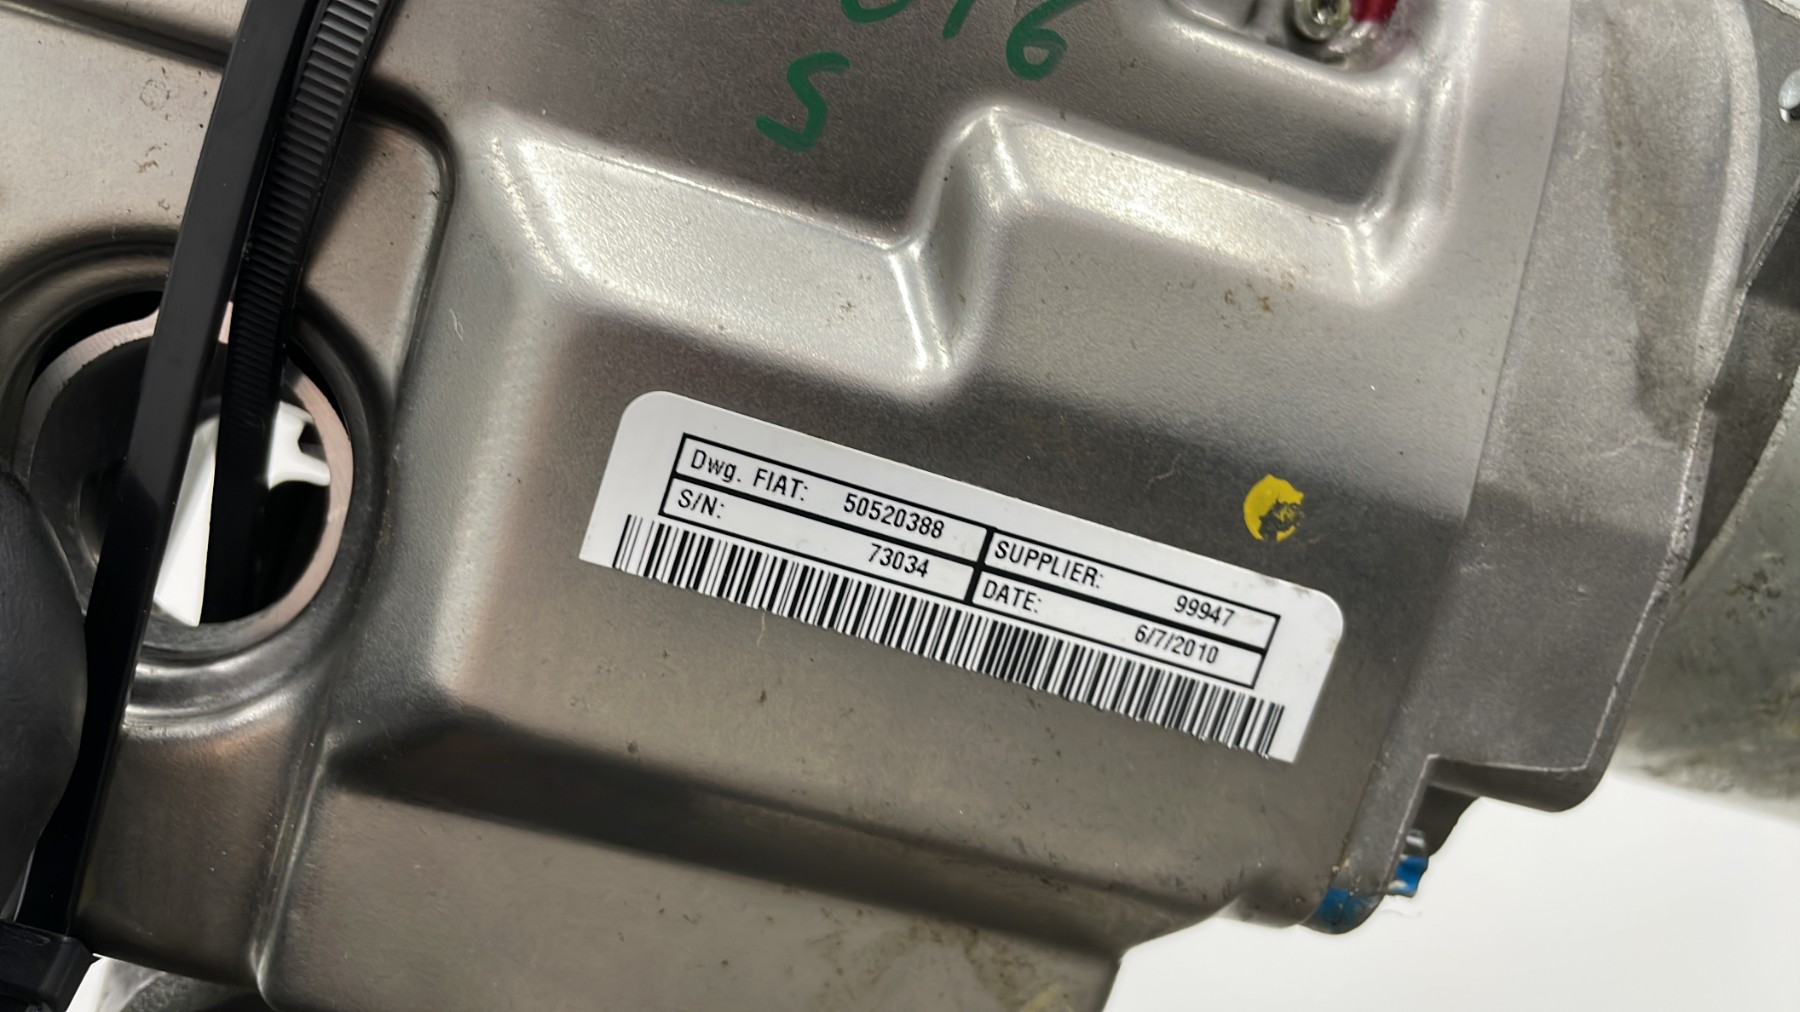 S
Dwg. FIAT: 50520388
S/N: 73034
SUPPLIER: 99947
DATE: 6/7/2010